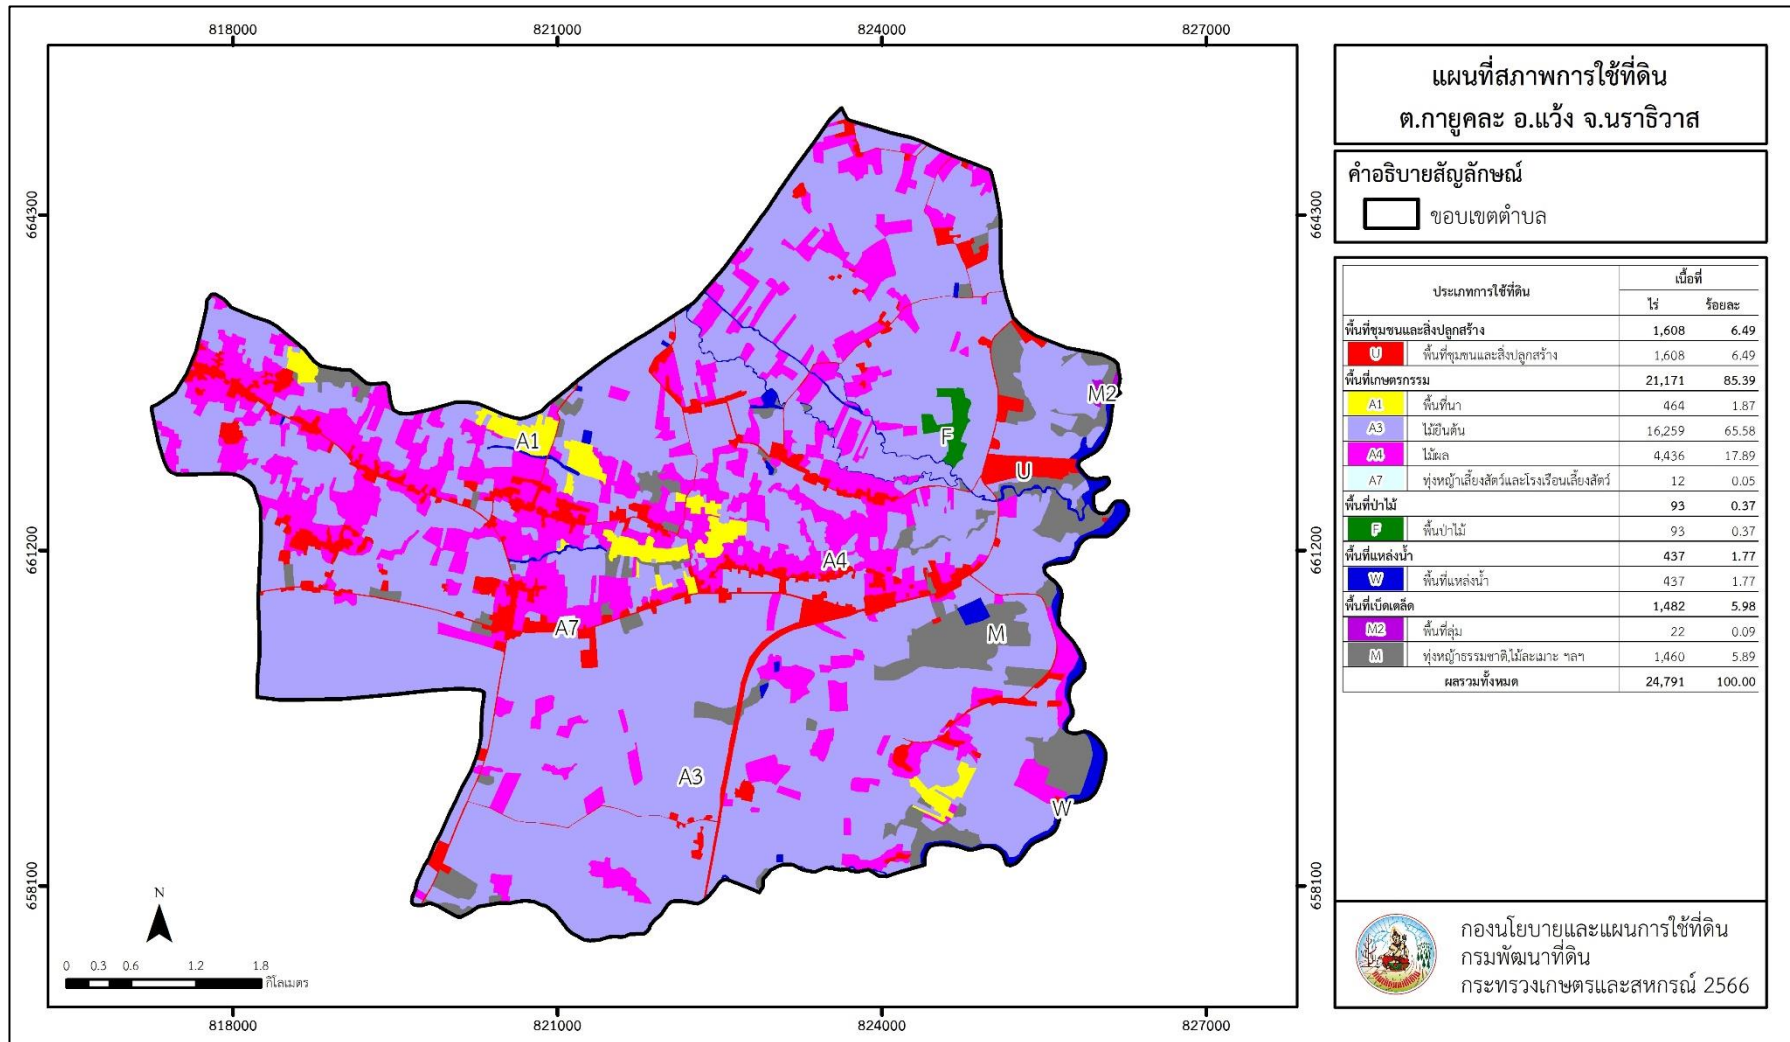 818000 821000 824000 827000
664300
661200
658100
664300
661200
658100
818000 821000 824000 827000
A1
A7
A4
A3
F
U
M2
M
W
N
0 0.3 0.6 1.2 1.8
กิโลเมตร
แผนที่สภาพการใช้ที่ดิน
ต.กายูคละ อ.แว้ง จ.นราธิวาส
คำอธิบายสัญลักษณ์
ขอบเขตตำบล
ประเภทการใช้ที่ดิน เนื้อที่
ไร่ ร้อยละ
พื้นที่ชุมชนและสิ่งปลูกสร้าง 1,608 6.49
U พื้นที่ชุมชนและสิ่งปลูกสร้าง 1,608 6.49
พื้นที่เกษตรกรรม 21,171 85.39
A1 พื้นที่นา 464 1.87
A3 ไม้ยืนต้น 16,259 65.58
A4 ไม้ผล 4,436 17.89
A7 ทุ่งหญ้าเลี้ยงสัตว์และโรงเรือนเลี้ยงสัตว์ 12 0.05
พื้นที่ป่าไม้ 93 0.37
F พื้นป่าไม้ 93 0.37
พื้นที่แหล่งน้ำ 437 1.77
W พื้นที่แหล่งน้ำ 437 1.77
พื้นที่เบ็ดเตล็ด 1,482 5.98
M2 พื้นที่ลุ่ม 22 0.09
M ทุ่งหญ้าธรรมชาติ,ไม้ละเมาะ ฯลฯ 1,460 5.89
ผลรวมทั้งหมด 24,791 100.00
กองนโยบายและแผนการใช้ที่ดิน
กรมพัฒนาที่ดิน
กระทรวงเกษตรและสหกรณ์ 2566